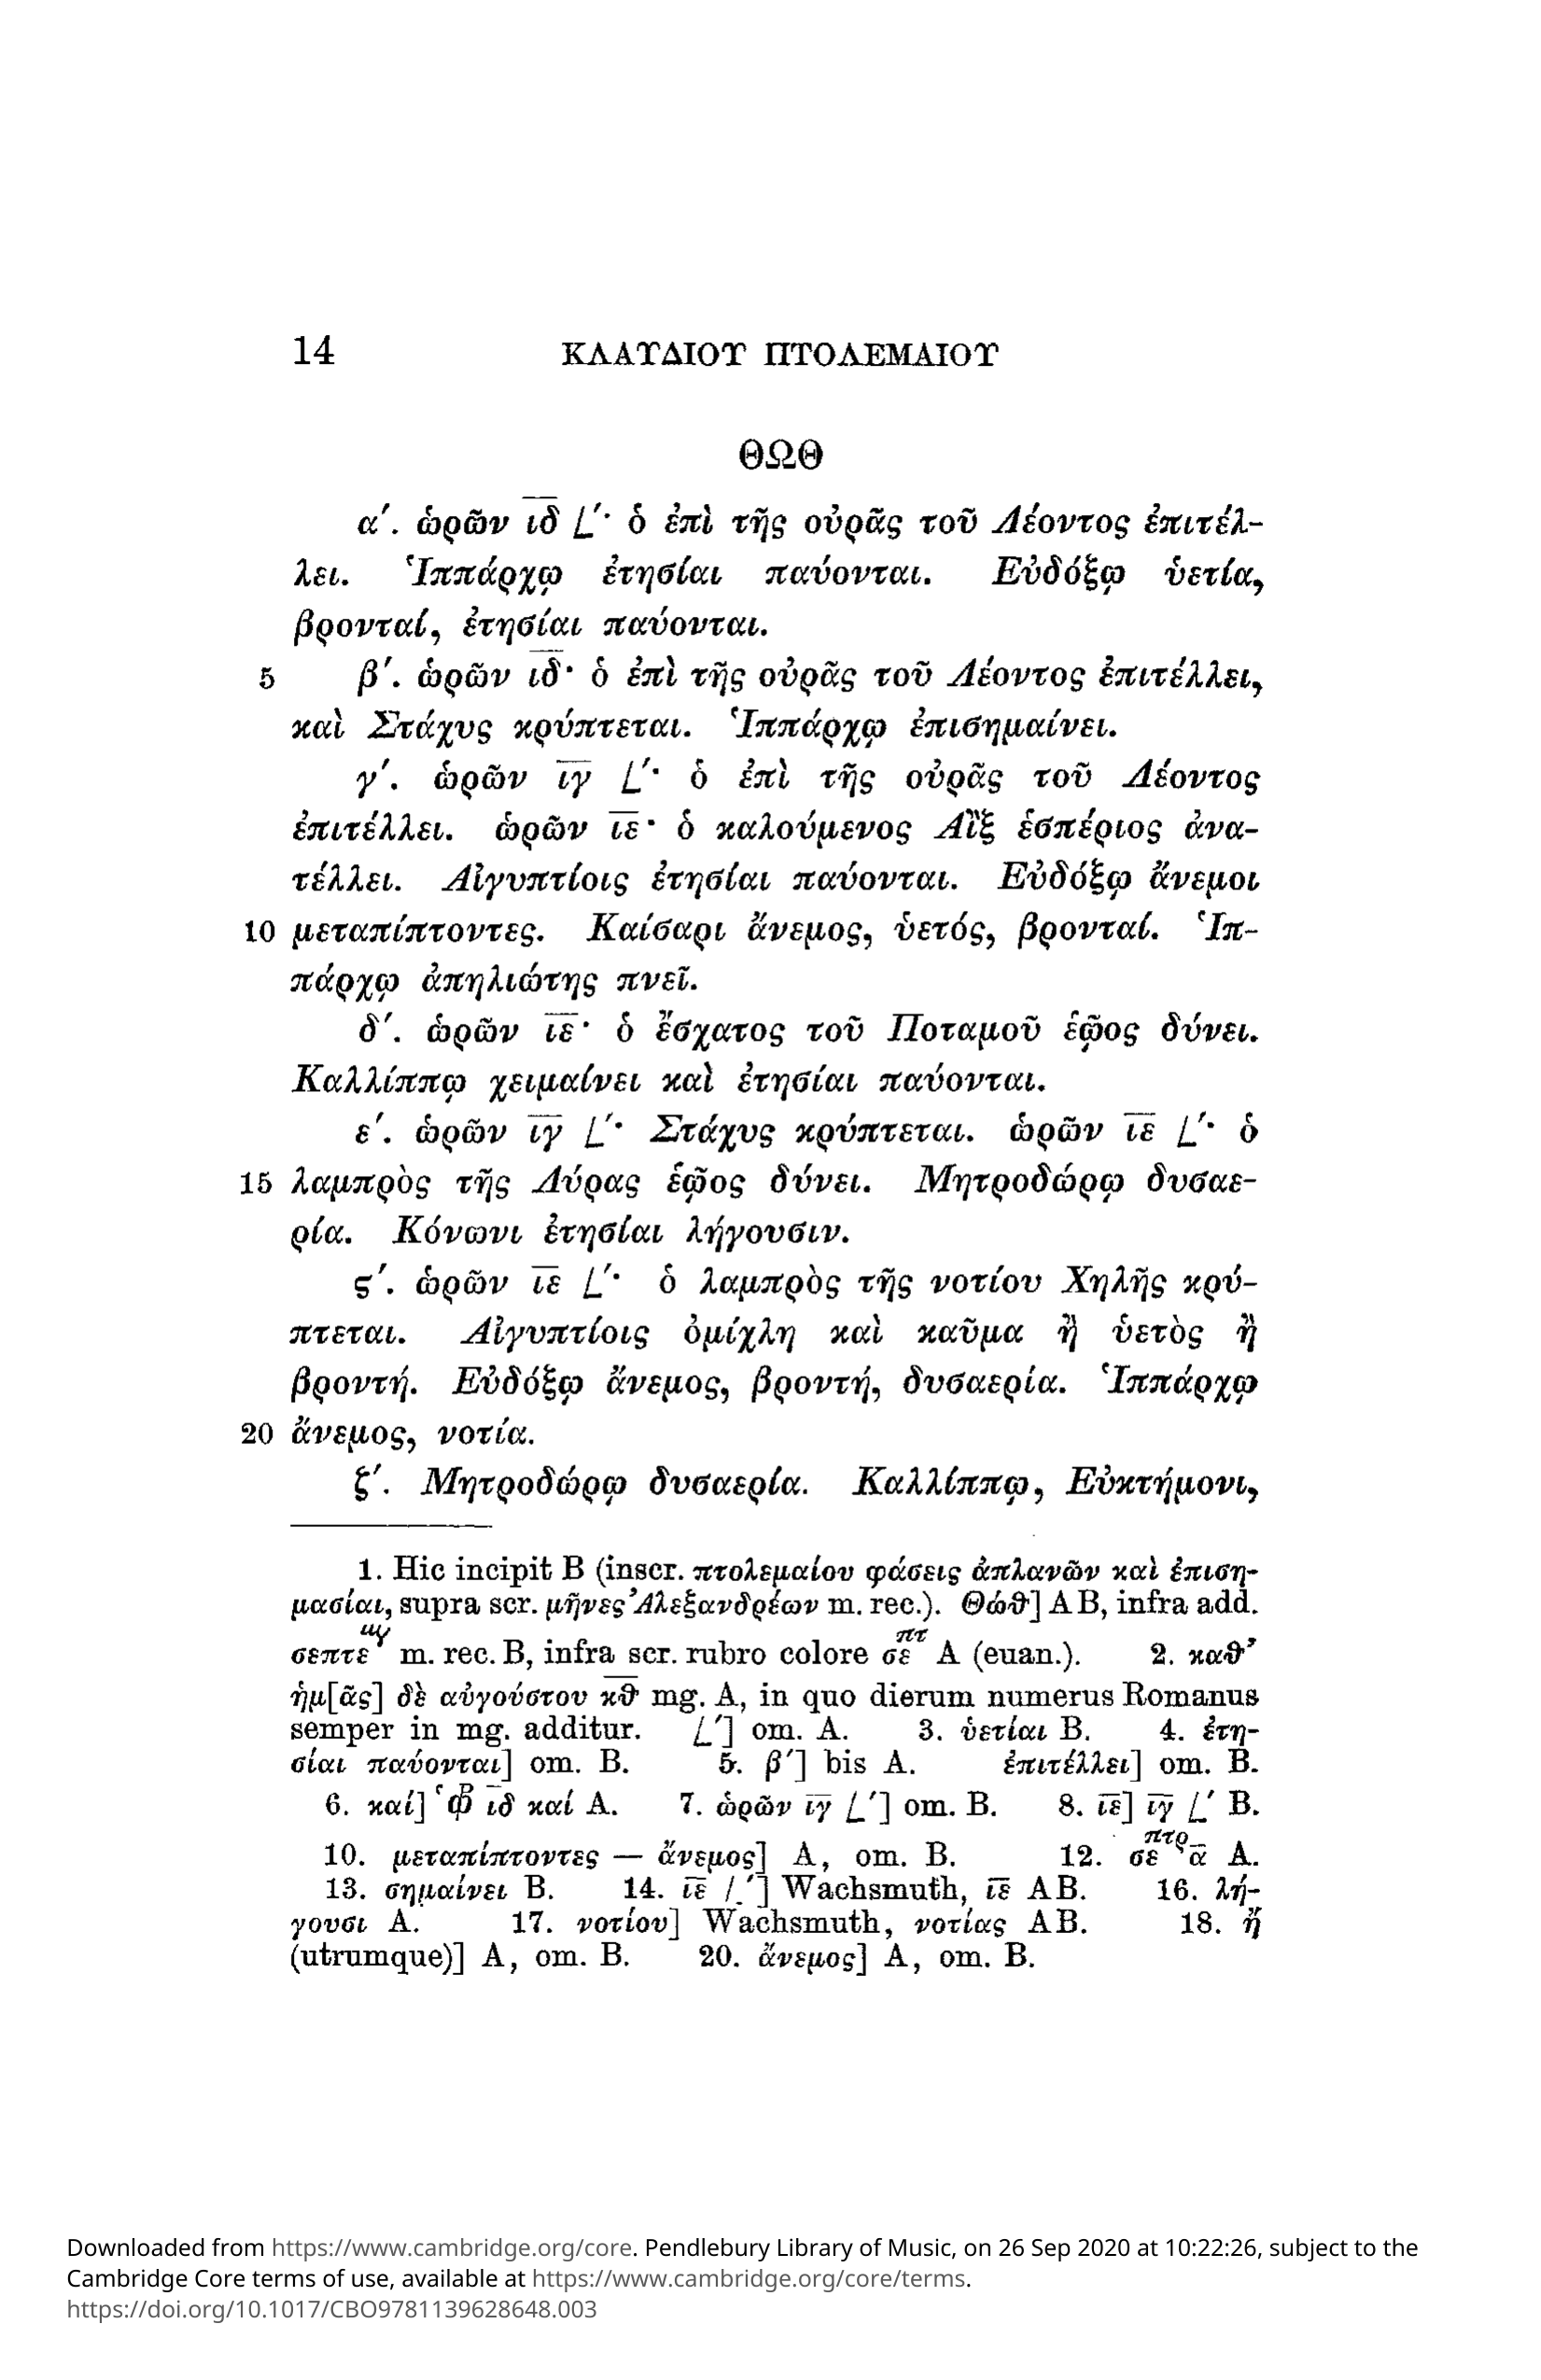 14 ΚΛΑΥΔΙΟΥ ΠΤΟΛΕΜΑΙΟΥ
ΘΩΘ
α′. ὡρῶν ιδ̅ 𐅵′· ὁ ἐπὶ τῆς οὐρᾶς τοῦ Λέοντος ἐπιτέλ-
λει. Ἱππάρχῳ ἐτησίαι παύονται. Εὐδόξῳ ὑετία,
βρονταί, ἐτησίαι παύονται.
5 β′. ὡρῶν ιδ̅· ὁ ἐπὶ τῆς οὐρᾶς τοῦ Λέοντος ἐπιτέλλει,
καὶ Στάχυς κρύπτεται. Ἱππάρχῳ ἐπισημαίνει.
γ′. ὡρῶν ιγ̅ 𐅵′· ὁ ἐπὶ τῆς οὐρᾶς τοῦ Λέοντος
ἐπιτέλλει. ὡρῶν ιε̅· ὁ καλούμενος Αἲξ ἑσπέριος ἀνα-
τέλλει. Αἰγυπτίοις ἐτησίαι παύονται. Εὐδόξῳ ἄνεμοι
10 μεταπίπτοντες. Καίσαρι ἄνεμος, ὑετός, βρονταί. Ἱπ-
πάρχῳ ἀπηλιώτης πνεῖ.
δ′. ὡρῶν ιε̅· ὁ ἔσχατος τοῦ Ποταμοῦ ἑῷος δύνει.
Καλλίππῳ χειμαίνει καὶ ἐτησίαι παύονται.
ε′. ὡρῶν ιγ̅ 𐅵′· Στάχυς κρύπτεται. ὡρῶν ιε̅ 𐅵′· ὁ
15 λαμπρὸς τῆς Λύρας ἑῷος δύνει. Μητροδώρῳ δυσαε-
ρία. Κόνωνι ἐτησίαι λήγουσιν.
ϛ′. ὡρῶν ιε̅ 𐅵′· ὁ λαμπρὸς τῆς νοτίου Χηλῆς κρύ-
πτεται. Αἰγυπτίοις ὀμίχλη καὶ καῦμα ἢ ὑετὸς ἢ
βροντή. Εὐδόξῳ ἄνεμος, βροντή, δυσαερία. Ἱππάρχῳ
20 ἄνεμος, νοτία.
ζ′. Μητροδώρῳ δυσαερία. Καλλίππῳ, Εὐκτήμονι,
1. Hic incipit B (inscr. πτολεμαίου φάσεις ἀπλανῶν καὶ ἐπιση-
μασίαι, supra scr. μῆνες Ἀλεξανδρέων m. rec.). Θώϑ] AB, infra add.
σεπτε m. rec. B, infra scr. rubro colore σε^πτ A (euan.). 2. καϑ’
ἡμ[ᾶς] δὲ αὐγούστου κϑ̅ mg. A, in quo dierum numerus Romanus
semper in mg. additur. 𐅵′] om. A. 3. ὑετίαι B. 4. ἐτη-
σίαι παύονται] om. B. 5. β′] bis A. ἐπιτέλλει] om. B.
6. καί] ιδ̅ καί A. 7. ὡρῶν ιγ̅ 𐅵′] om. B. 8. ιε̅] ιγ̅ 𐅵′ B.
10. μεταπίπτοντες — ἄνεμος] A, om. B. 12. σε^πτρ α̅ A.
13. σημαίνει B. 14. ιε̅ 𐅵′] Wachsmuth, ιε̅ AB. 16. λή-
γουσι A. 17. νοτίου] Wachsmuth, νοτίας AB. 18. ἤ
(utrumque)] A, om. B. 20. ἄνεμος] A, om. B.
Downloaded from https://www.cambridge.org/core. Pendlebury Library of Music, on 26 Sep 2020 at 10:22:26, subject to the
Cambridge Core terms of use, available at https://www.cambridge.org/core/terms.
https://doi.org/10.1017/CBO9781139628648.003